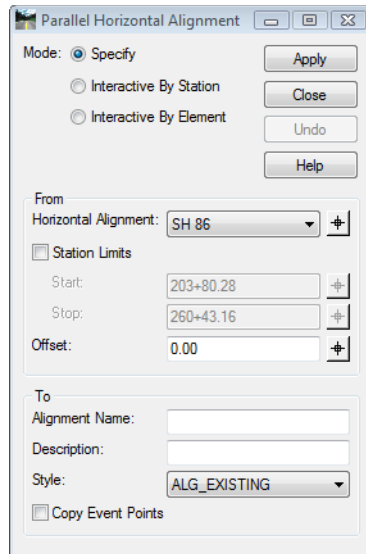 Parallel Horizontal Alignment
Mode: Specify
Interactive By Station
Interactive By Element
Apply
Close
Undo
Help
From
Horizontal Alignment: SH 86
Station Limits
Start: 203+80.28
Stop: 260+43.16
Offset: 0.00
To
Alignment Name:
Description:
Style: ALG_EXISTING
Copy Event Points